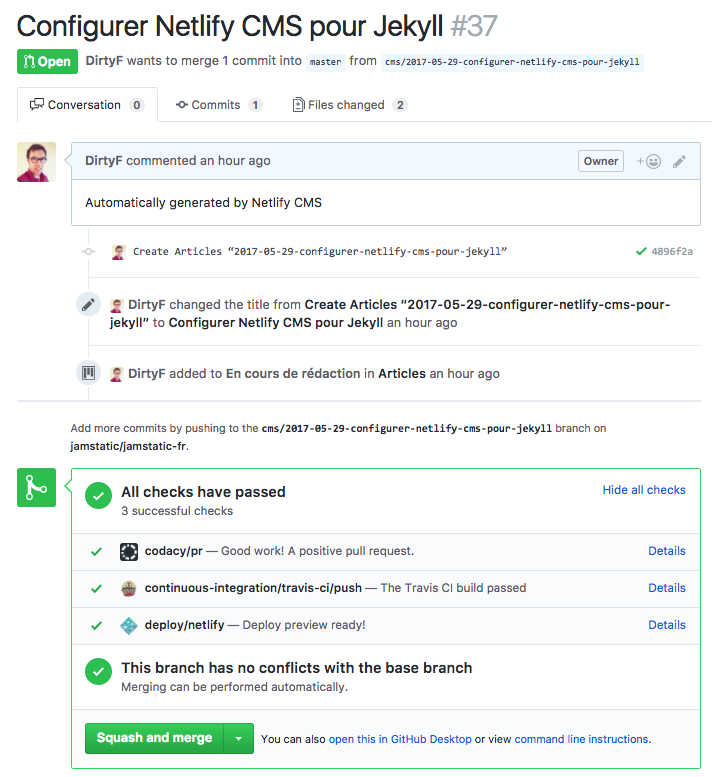 Configurer Netlify CMS pour Jekyll #37
Open DirtyF wants to merge 1 commit into master from cms/2017-05-29-configurer-netlify-cms-pour-jekyll
Conversation 0 Commits 1 Files changed 2
DirtyF commented an hour ago Owner +
Automatically generated by Netlify CMS
Create Articles “2017-05-29-configurer-netlify-cms-pour-jekyll” 4896f2a
DirtyF changed the title from Create Articles “2017-05-29-configurer-netlify-cms-pour-
jekyll” to Configurer Netlify CMS pour Jekyll an hour ago
DirtyF added to En cours de rédaction in Articles an hour ago
Add more commits by pushing to the cms/2017-05-29-configurer-netlify-cms-pour-jekyll branch on
jamstatic/jamstatic-fr.
All checks have passed Hide all checks
3 successful checks
codacy/pr — Good work! A positive pull request. Details
continuous-integration/travis-ci/push — The Travis CI build passed Details
deploy/netlify — Deploy preview ready! Details
This branch has no conflicts with the base branch
Merging can be performed automatically.
Squash and merge You can also open this in GitHub Desktop or view command line instructions.